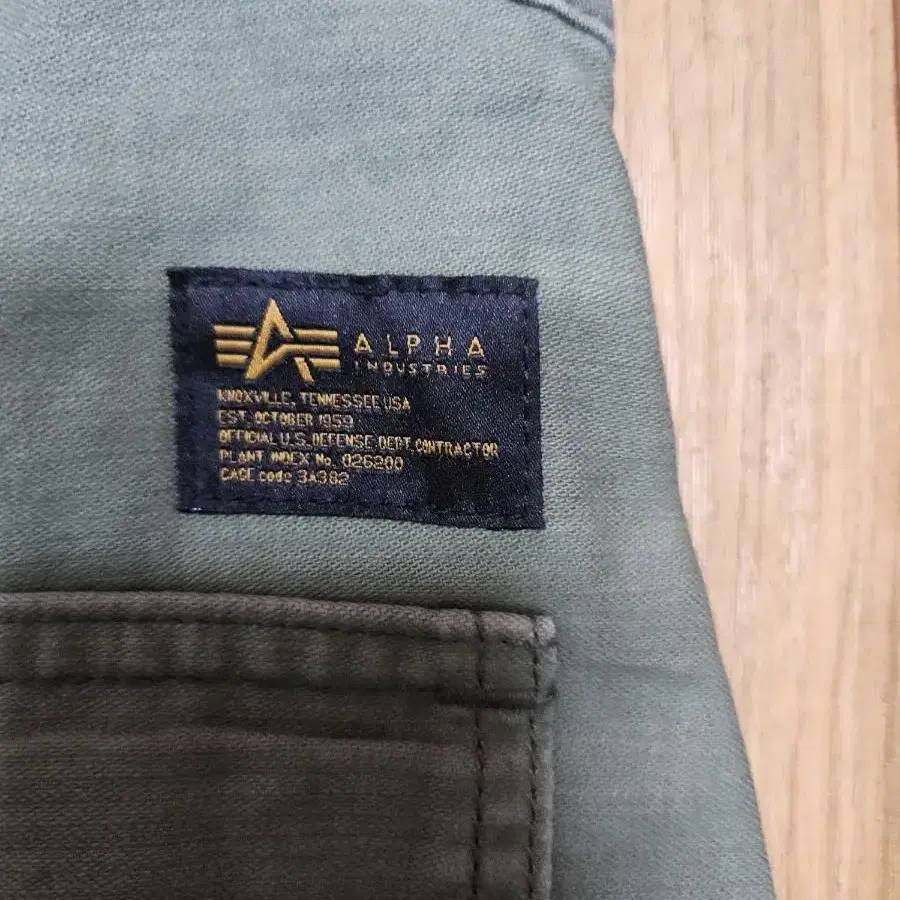 ALPHA
INDUSTRIES
KNOXVILLE, TENNESSEE USA
EST. OCTOBER 1959
OFFICIAL U.S. DEFENSE DEPT. CONTRACTOR
PLANT INDEX No. 026200
CAGE code 3A382